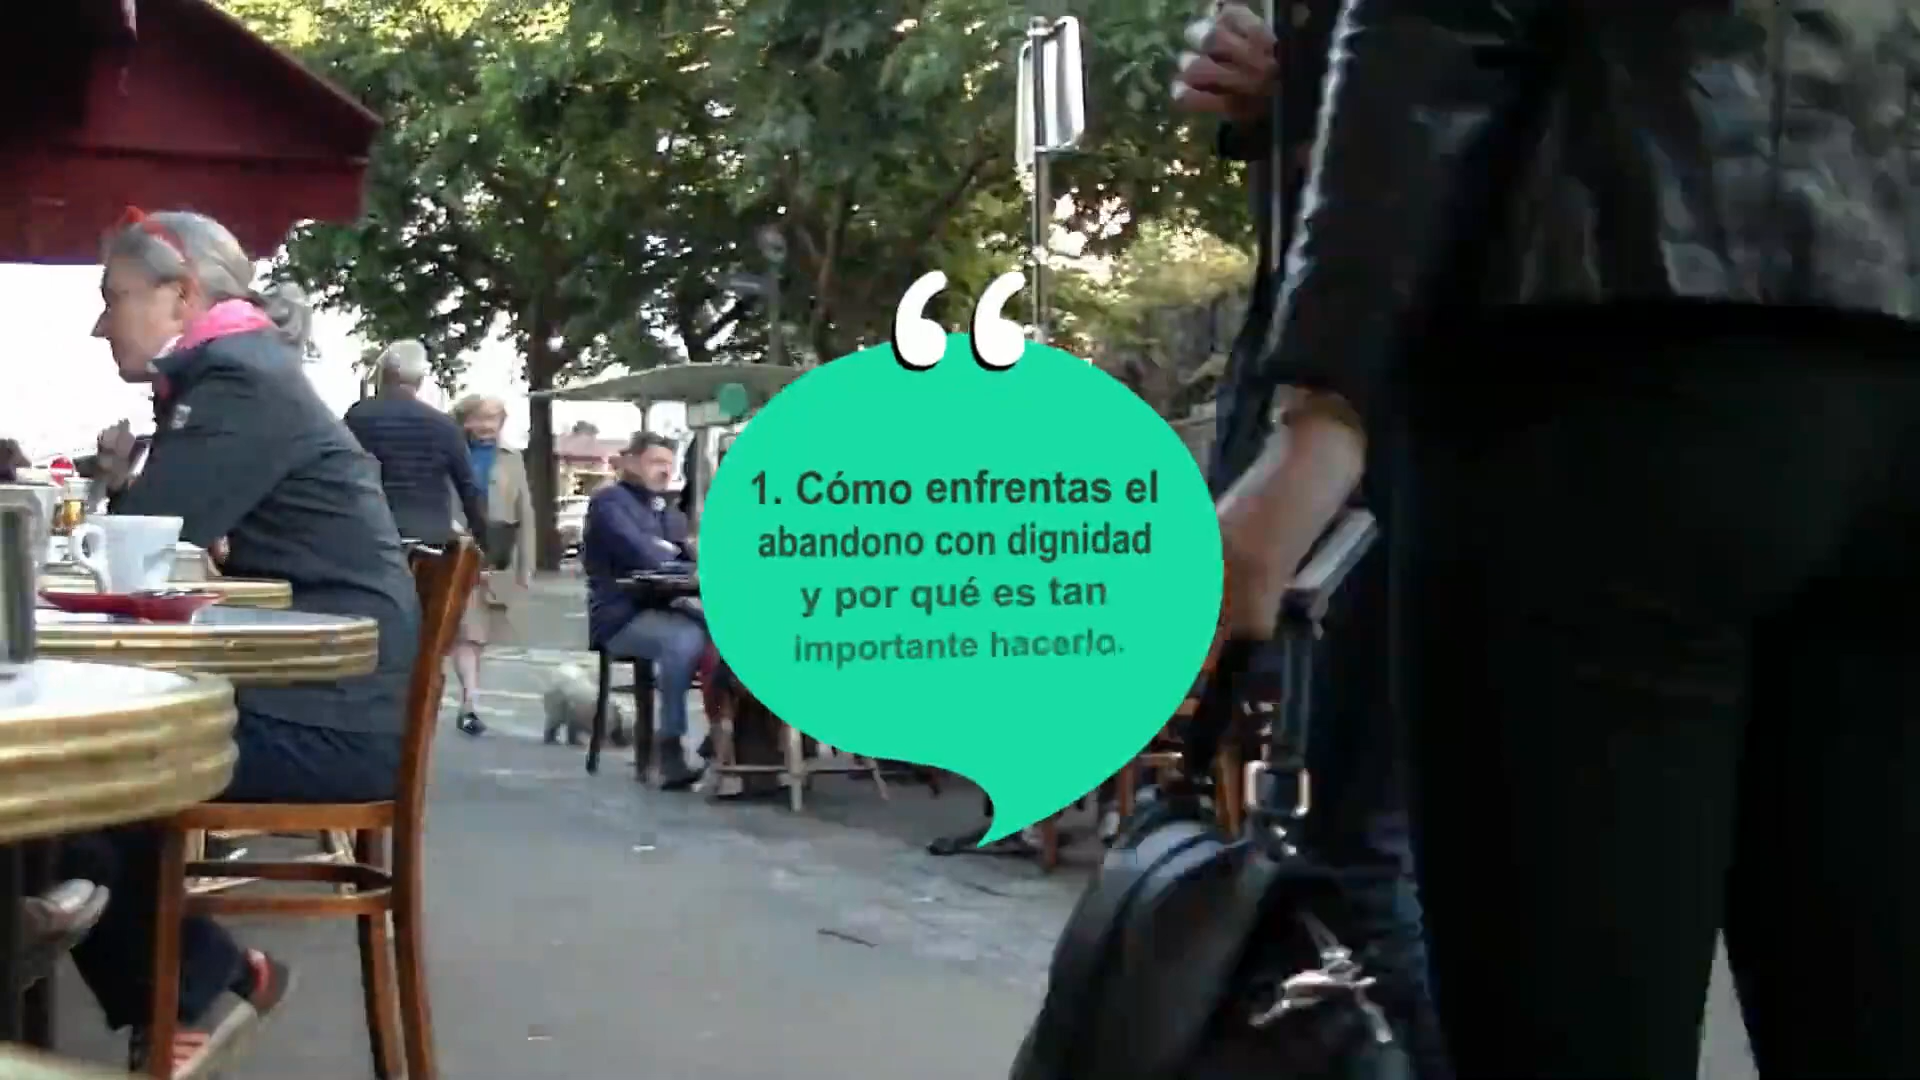 1. Cómo enfrentas el
abandono con dignidad
y por qué es tan
importante hacerlo.